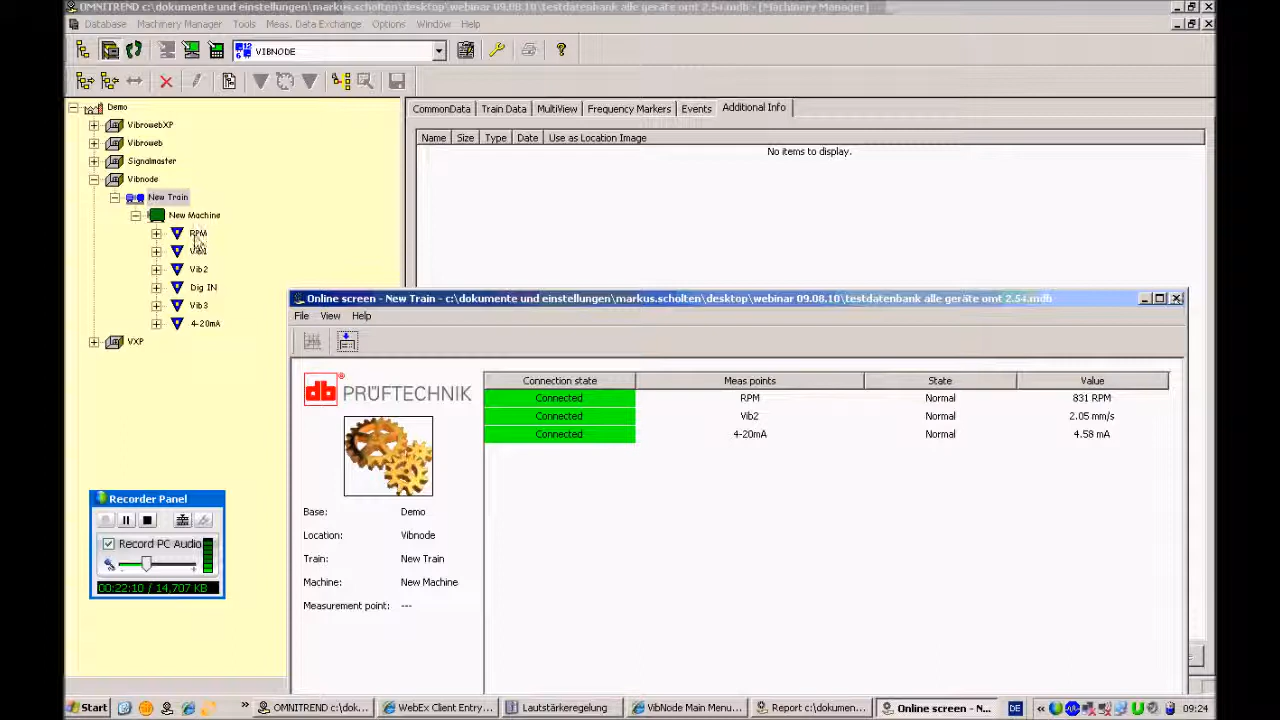 OMNITREND c:\dokumente und einstellungen\markus.scholten\desktop\webinar 09.08.10\testdatenbank alle geräte omt 2.54.mdb - [Machinery Manager]
Database Machinery Manager Tools Meas. Data Exchange Options Window Help
VIBNODE
Demo
VibrowebXP
Vibroweb
Signalmaster
Vibnode
New Train
New Machine
RPM
Vib1
Vib2
Dig IN
Vib3
4-20mA
VXP
CommonData Train Data MultiView Frequency Markers Events Additional Info
Name Size Type Date Use as Location Image
No items to display.
Online screen - New Train - c:\dokumente und einstellungen\markus.scholten\desktop\webinar 09.08.10\testdatenbank alle geräte omt 2.54.mdb
File View Help
db® PRÜFTECHNIK
Connection state Meas points State Value
Connected RPM Normal 831 RPM
Connected Vib2 Normal 2.05 mm/s
Connected 4-20mA Normal 4.58 mA
Base: Demo
Location: Vibnode
Train: New Train
Machine: New Machine
Measurement point: ---
Recorder Panel
Record PC Audio
- +
00:22:10 / 14,707 KB
Start » OMNITREND c:\dok... WebEx Client Entry... Lautstärkeregelung VibNode Main Menu... Report c:\dokumen... Online screen - N... DE « 09:24